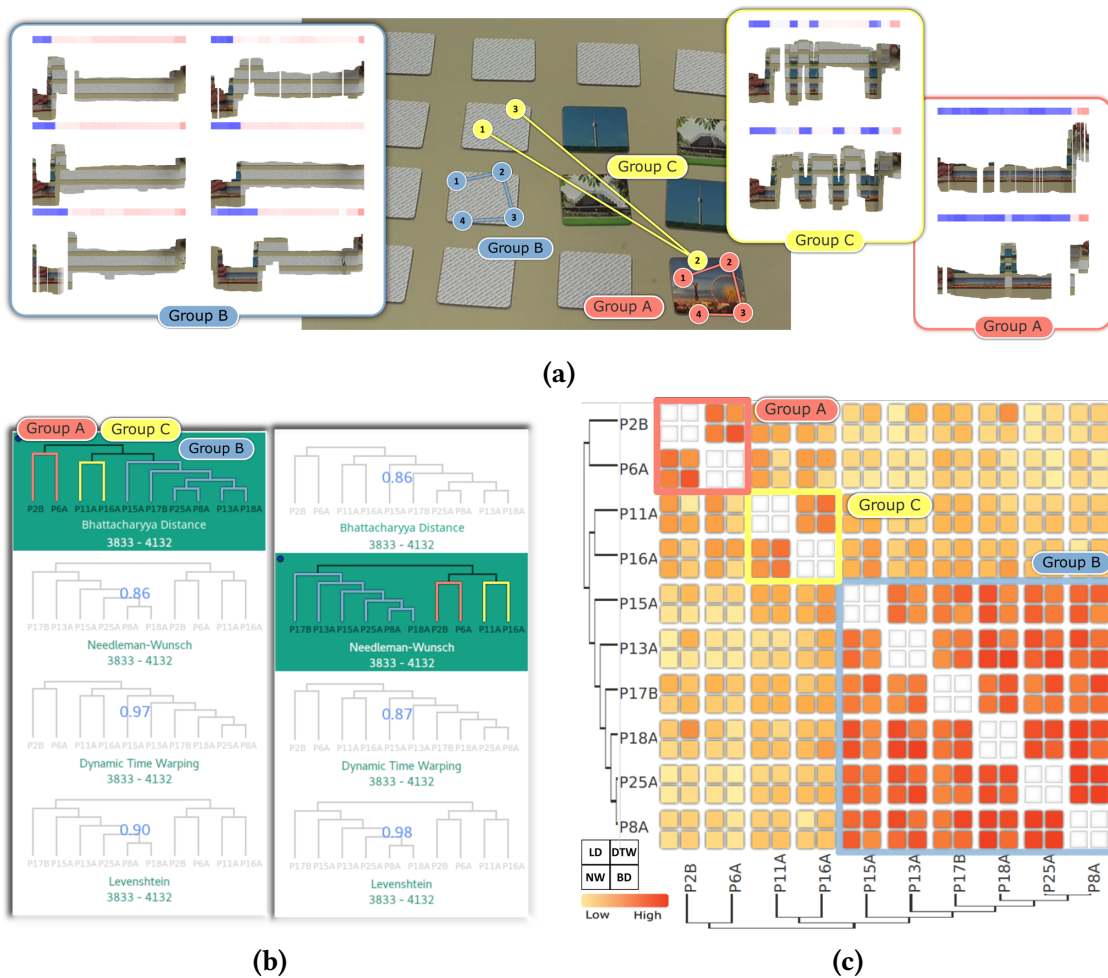 3
1
Group C
1
2
4
3
Group B
2
1
2
4
3
Group A
Group B
Group C
Group A
(a)
Group A
Group C
Group B
P2B P6A P11A P16A P15A P17B P25A P8A P13A P18A
Bhattacharyya Distance
3833 - 4132
0.86
P17B P13A P15A P25A P8A P18A P2B P6A P11A P16A
Needleman-Wunsch
3833 - 4132
0.97
P2B P6A P11A P16A P15A P13A P17B P18A P25A P8A
Dynamic Time Warping
3833 - 4132
0.90
P17B P15A P13A P25A P8A P18A P2B P6A P11A P16A
Levenshtein
3833 - 4132
0.86
P2B P6A P11A P16A P15A P17B P25A P8A P13A P18A
Bhattacharyya Distance
3833 - 4132
P17B P13A P15A P25A P8A P18A P2B P6A P11A P16A
Needleman-Wunsch
3833 - 4132
0.87
P2B P6A P11A P16A P15A P13A P17B P18A P25A P8A
Dynamic Time Warping
3833 - 4132
0.98
P17B P15A P13A P25A P8A P18A P2B P6A P11A P16A
Levenshtein
3833 - 4132
(b)
Group A
Group C
Group B
P2B
P6A
P11A
P16A
P15A
P13A
P17B
P18A
P25A
P8A
LD DTW
NW BD
Low High
P2B P6A P11A P16A P15A P13A P17B P18A P25A P8A
(c)